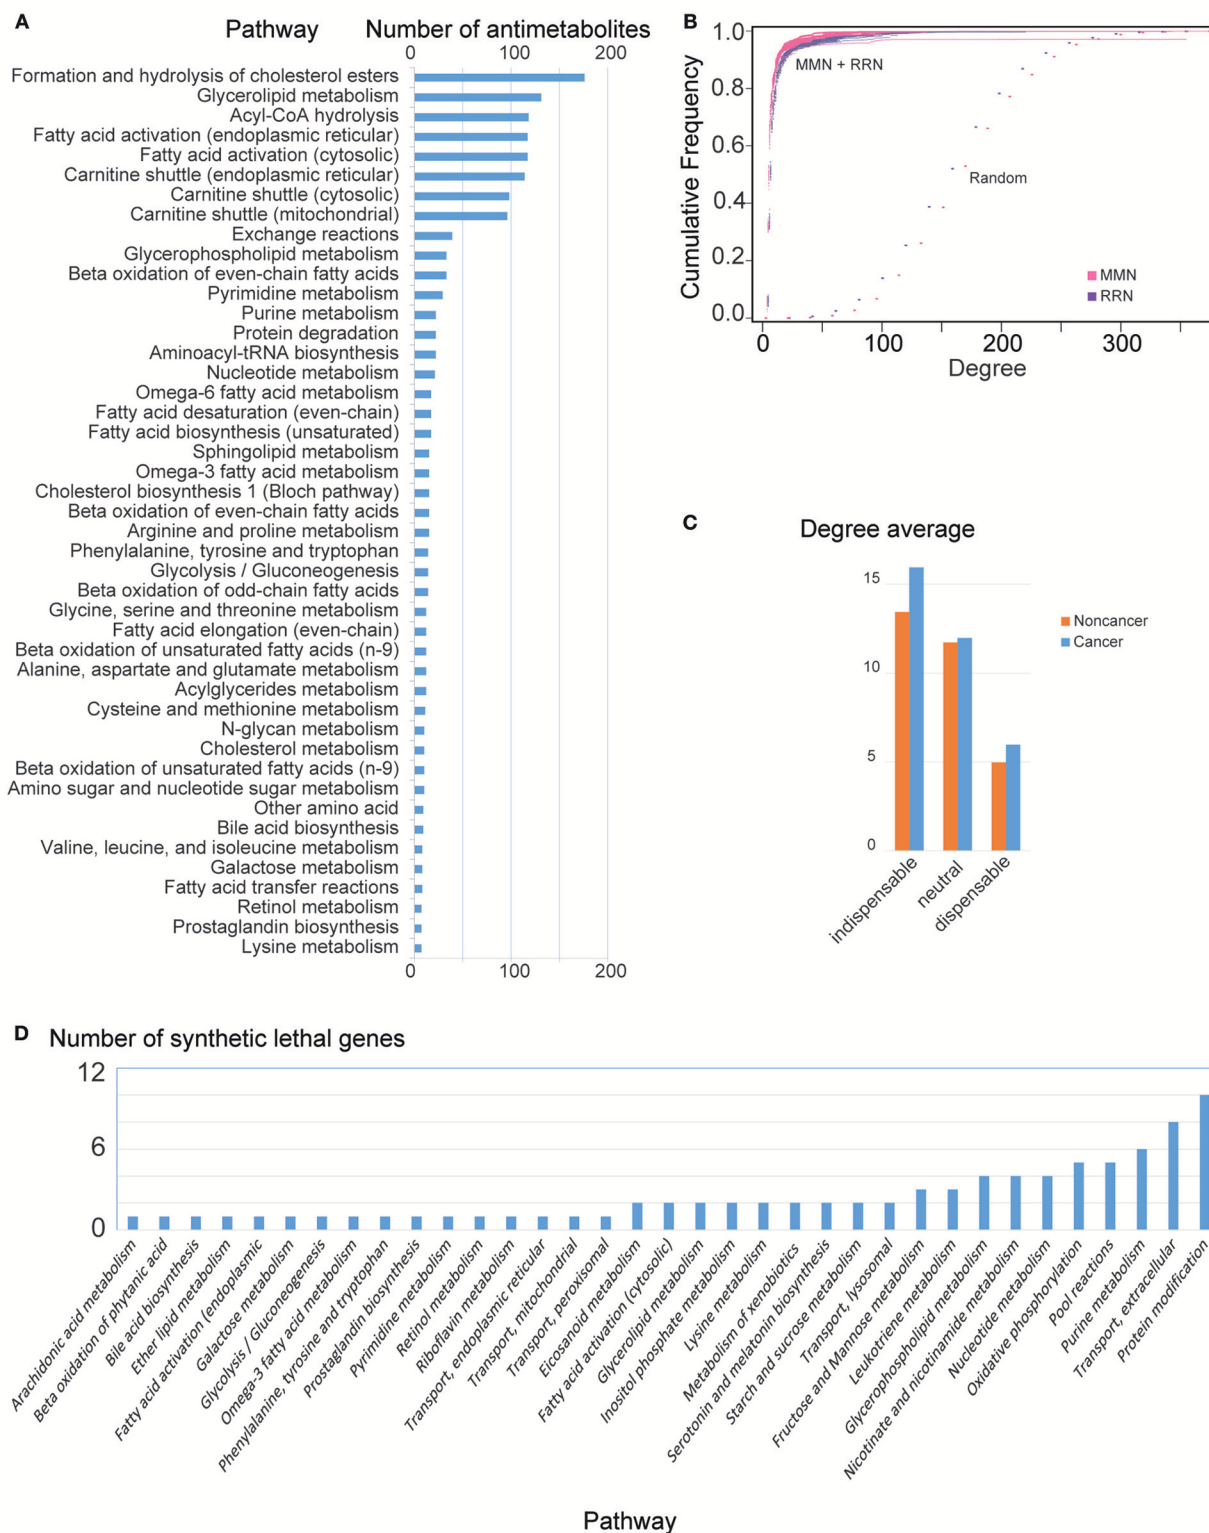 A
Pathway
Number of antimetabolites
0 100 200
Formation and hydrolysis of cholesterol esters
Glycerolipid metabolism
Acyl-CoA hydrolysis
Fatty acid activation (endoplasmic reticular)
Fatty acid activation (cytosolic)
Carnitine shuttle (endoplasmic reticular)
Carnitine shuttle (cytosolic)
Carnitine shuttle (mitochondrial)
Exchange reactions
Glycerophospholipid metabolism
Beta oxidation of even-chain fatty acids
Pyrimidine metabolism
Purine metabolism
Protein degradation
Aminoacyl-tRNA biosynthesis
Nucleotide metabolism
Omega-6 fatty acid metabolism
Fatty acid desaturation (even-chain)
Fatty acid biosynthesis (unsaturated)
Sphingolipid metabolism
Omega-3 fatty acid metabolism
Cholesterol biosynthesis 1 (Bloch pathway)
Beta oxidation of even-chain fatty acids
Arginine and proline metabolism
Phenylalanine, tyrosine and tryptophan
Glycolysis / Gluconeogenesis
Beta oxidation of odd-chain fatty acids
Glycine, serine and threonine metabolism
Fatty acid elongation (even-chain)
Beta oxidation of unsaturated fatty acids (n-9)
Alanine, aspartate and glutamate metabolism
Acylglycerides metabolism
Cysteine and methionine metabolism
N-glycan metabolism
Cholesterol metabolism
Beta oxidation of unsaturated fatty acids (n-9)
Amino sugar and nucleotide sugar metabolism
Other amino acid
Bile acid biosynthesis
Valine, leucine, and isoleucine metabolism
Galactose metabolism
Fatty acid transfer reactions
Retinol metabolism
Prostaglandin biosynthesis
Lysine metabolism
0 100 200
B
Cumulative Frequency
1.0
0.8
0.6
0.4
0.2
0.0
MMN + RRN
Random
MMN
RRN
0 100 200 300
Degree
C
Degree average
15
10
5
0
Noncancer
Cancer
indispensable
neutral
dispensable
D
Number of synthetic lethal genes
12
6
0
Arachidonic acid metabolism
Beta oxidation of phytanic acid
Bile acid biosynthesis
Ether lipid metabolism
Fatty acid activation (endoplasmic)
Galactose metabolism
Glycolysis / Gluconeogenesis
Omega-3 fatty acid metabolism
Phenylalanine, tyrosine and tryptophan
Prostaglandin biosynthesis
Pyrimidine metabolism
Retinol metabolism
Riboflavin metabolism
Transport, endoplasmic reticular
Transport, mitochondrial
Transport, peroxisomal
Eicosanoid metabolism
Fatty acid activation (cytosolic)
Glycerolipid metabolism
Inositol phosphate metabolism
Lysine metabolism
Metabolism of xenobiotics
Serotonin and melatonin biosynthesis
Starch and sucrose metabolism
Transport, lysosomal
Fructose and Mannose metabolism
Leukotriene metabolism
Glycerophospholipid metabolism
Nicotinate and nicotinamide metabolism
Nucleotide metabolism
Oxidative phosphorylation
Pool reactions
Purine metabolism
Transport, extracellular
Protein modification
Pathway